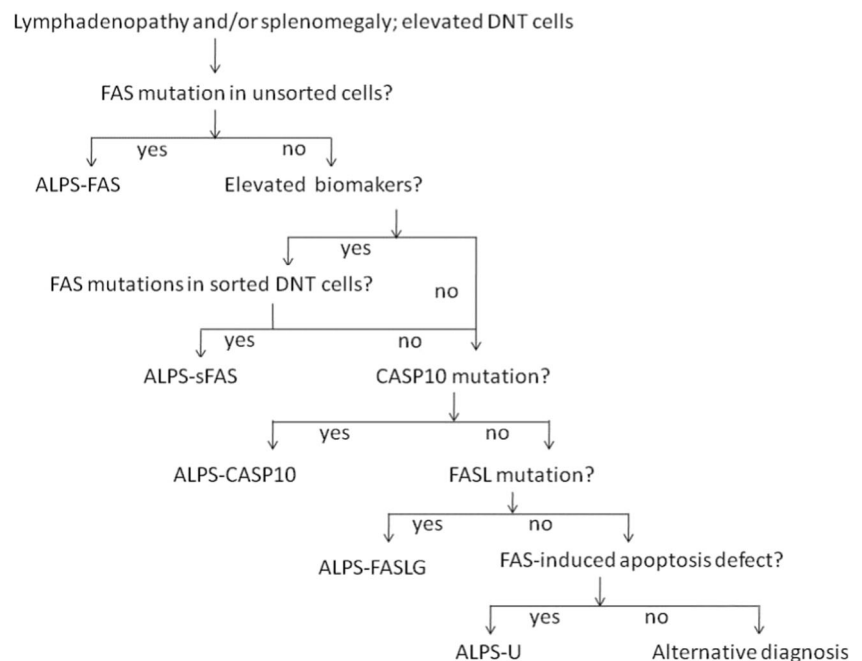 Lymphadenopathy and/or splenomegaly; elevated DNT cells
FAS mutation in unsorted cells?
yes no
ALPS-FAS Elevated biomakers?
yes
FAS mutations in sorted DNT cells? no
yes no
ALPS-sFAS CASP10 mutation?
yes no
ALPS-CASP10 FASL mutation?
yes no
ALPS-FASLG FAS-induced apoptosis defect?
yes no
ALPS-U Alternative diagnosis